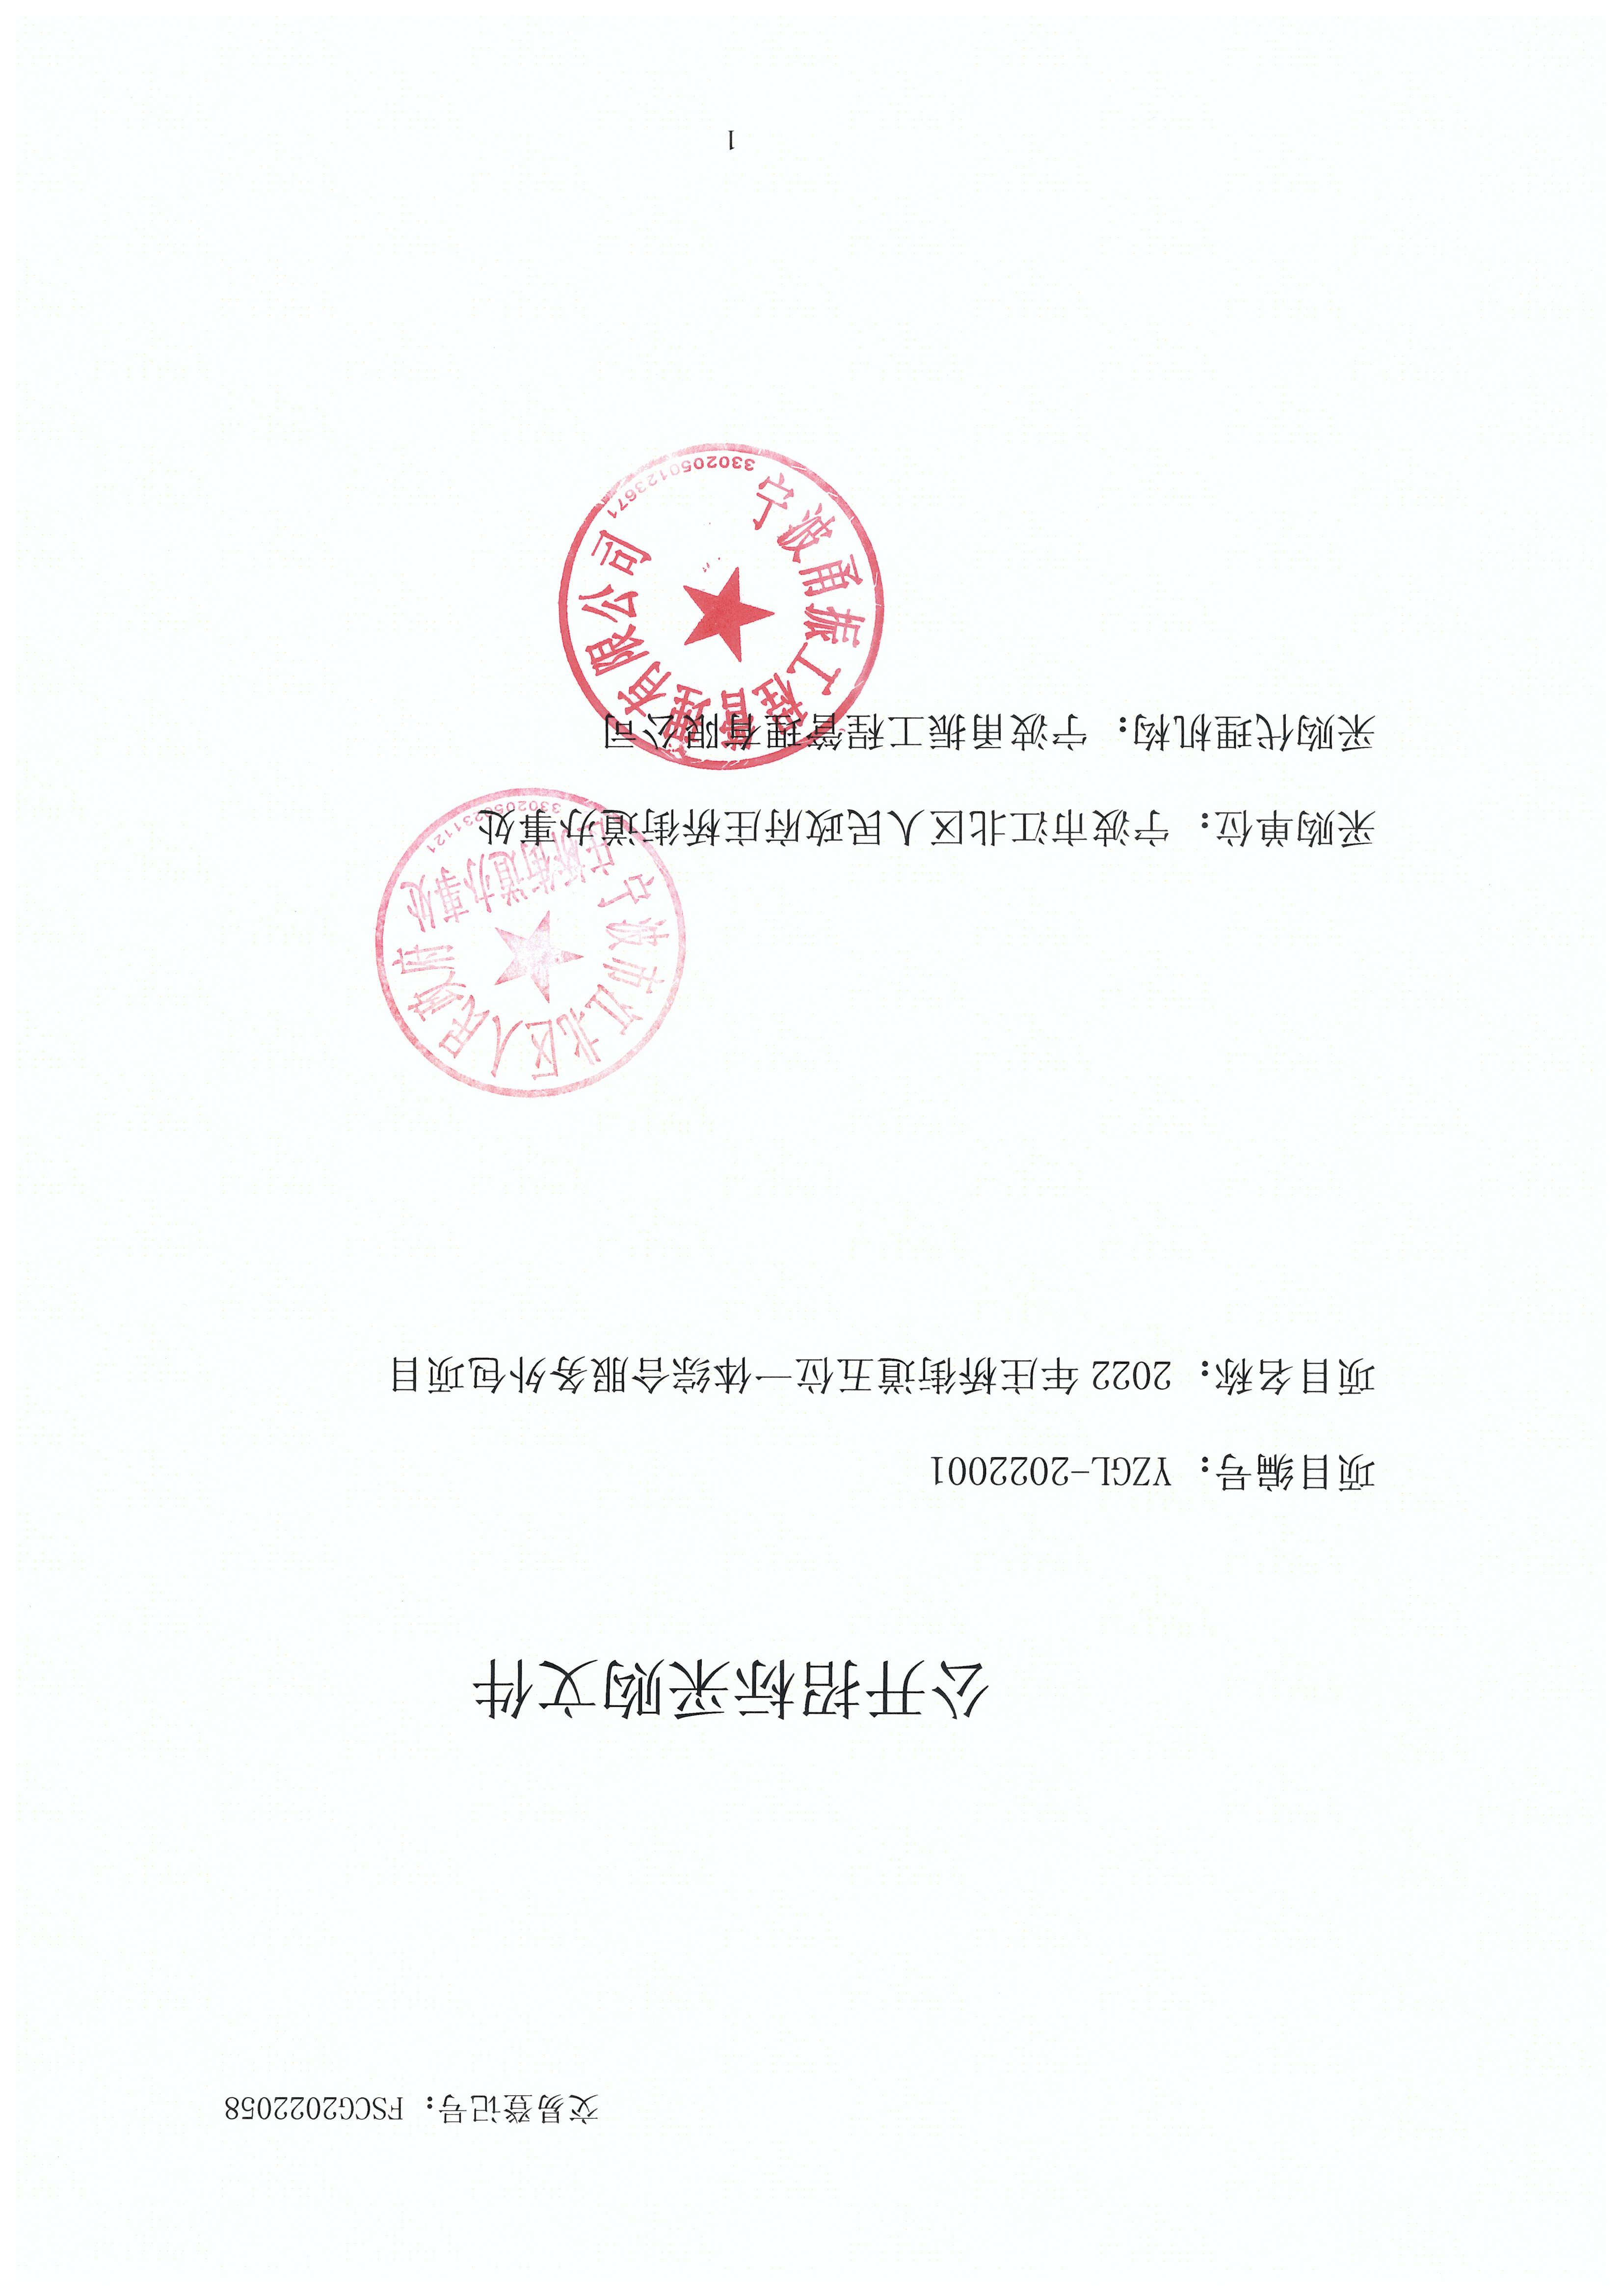 交易登记号: FSCG2022058
公开招标采购文件
项目编号: YZGL-2022001
项目名称: 2022 年庄桥街道五位一体综合服务外包项目
宁波市江北区人民政府
庄桥街道办事处
采购单位: 宁波市江北区人民政府庄桥街道办事处
采购代理机构: 宁波甬振工程管理有限公司
宁波甬振工程管理有限公司
3302050123671
1